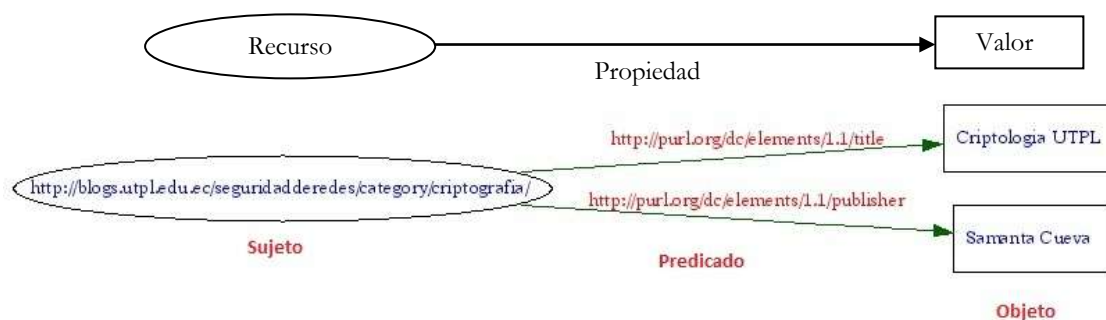 Recurso
Valor
Propiedad
http://purl.org/dc/elements/1.1/title
Criptologia UTPL
http://blogs.utpl.edu.ec/seguridadderedes/category/criptografia/
http://purl.org/dc/elements/1.1/publisher
Samanta Cueva
Sujeto
Predicado
Objeto